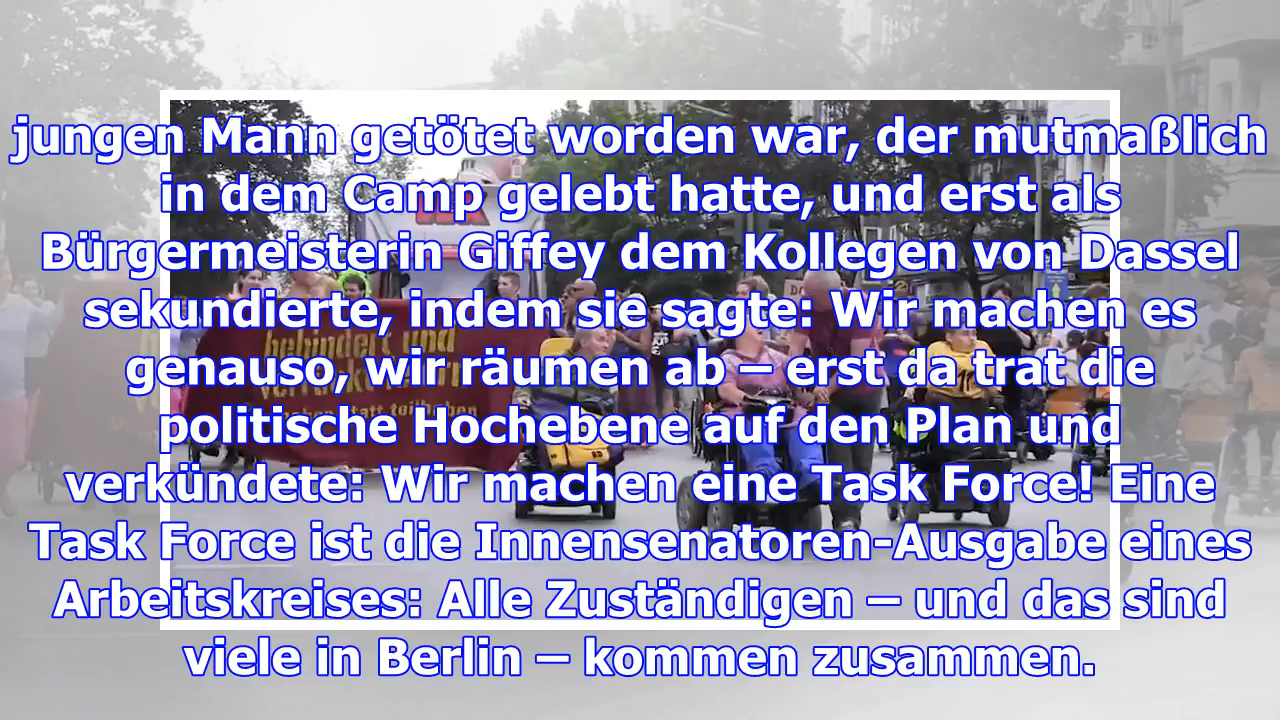 jungen Mann getötet worden war, der mutmaßlich
in dem Camp gelebt hatte, und erst als
Bürgermeisterin Giffey dem Kollegen von Dassel
sekundierte, indem sie sagte: Wir machen es
genauso, wir räumen ab – erst da trat die
politische Hochebene auf den Plan und
verkündete: Wir machen eine Task Force! Eine
Task Force ist die Innensenatoren-Ausgabe eines
Arbeitskreises: Alle Zuständigen – und das sind
viele in Berlin – kommen zusammen.
behindert und
statt